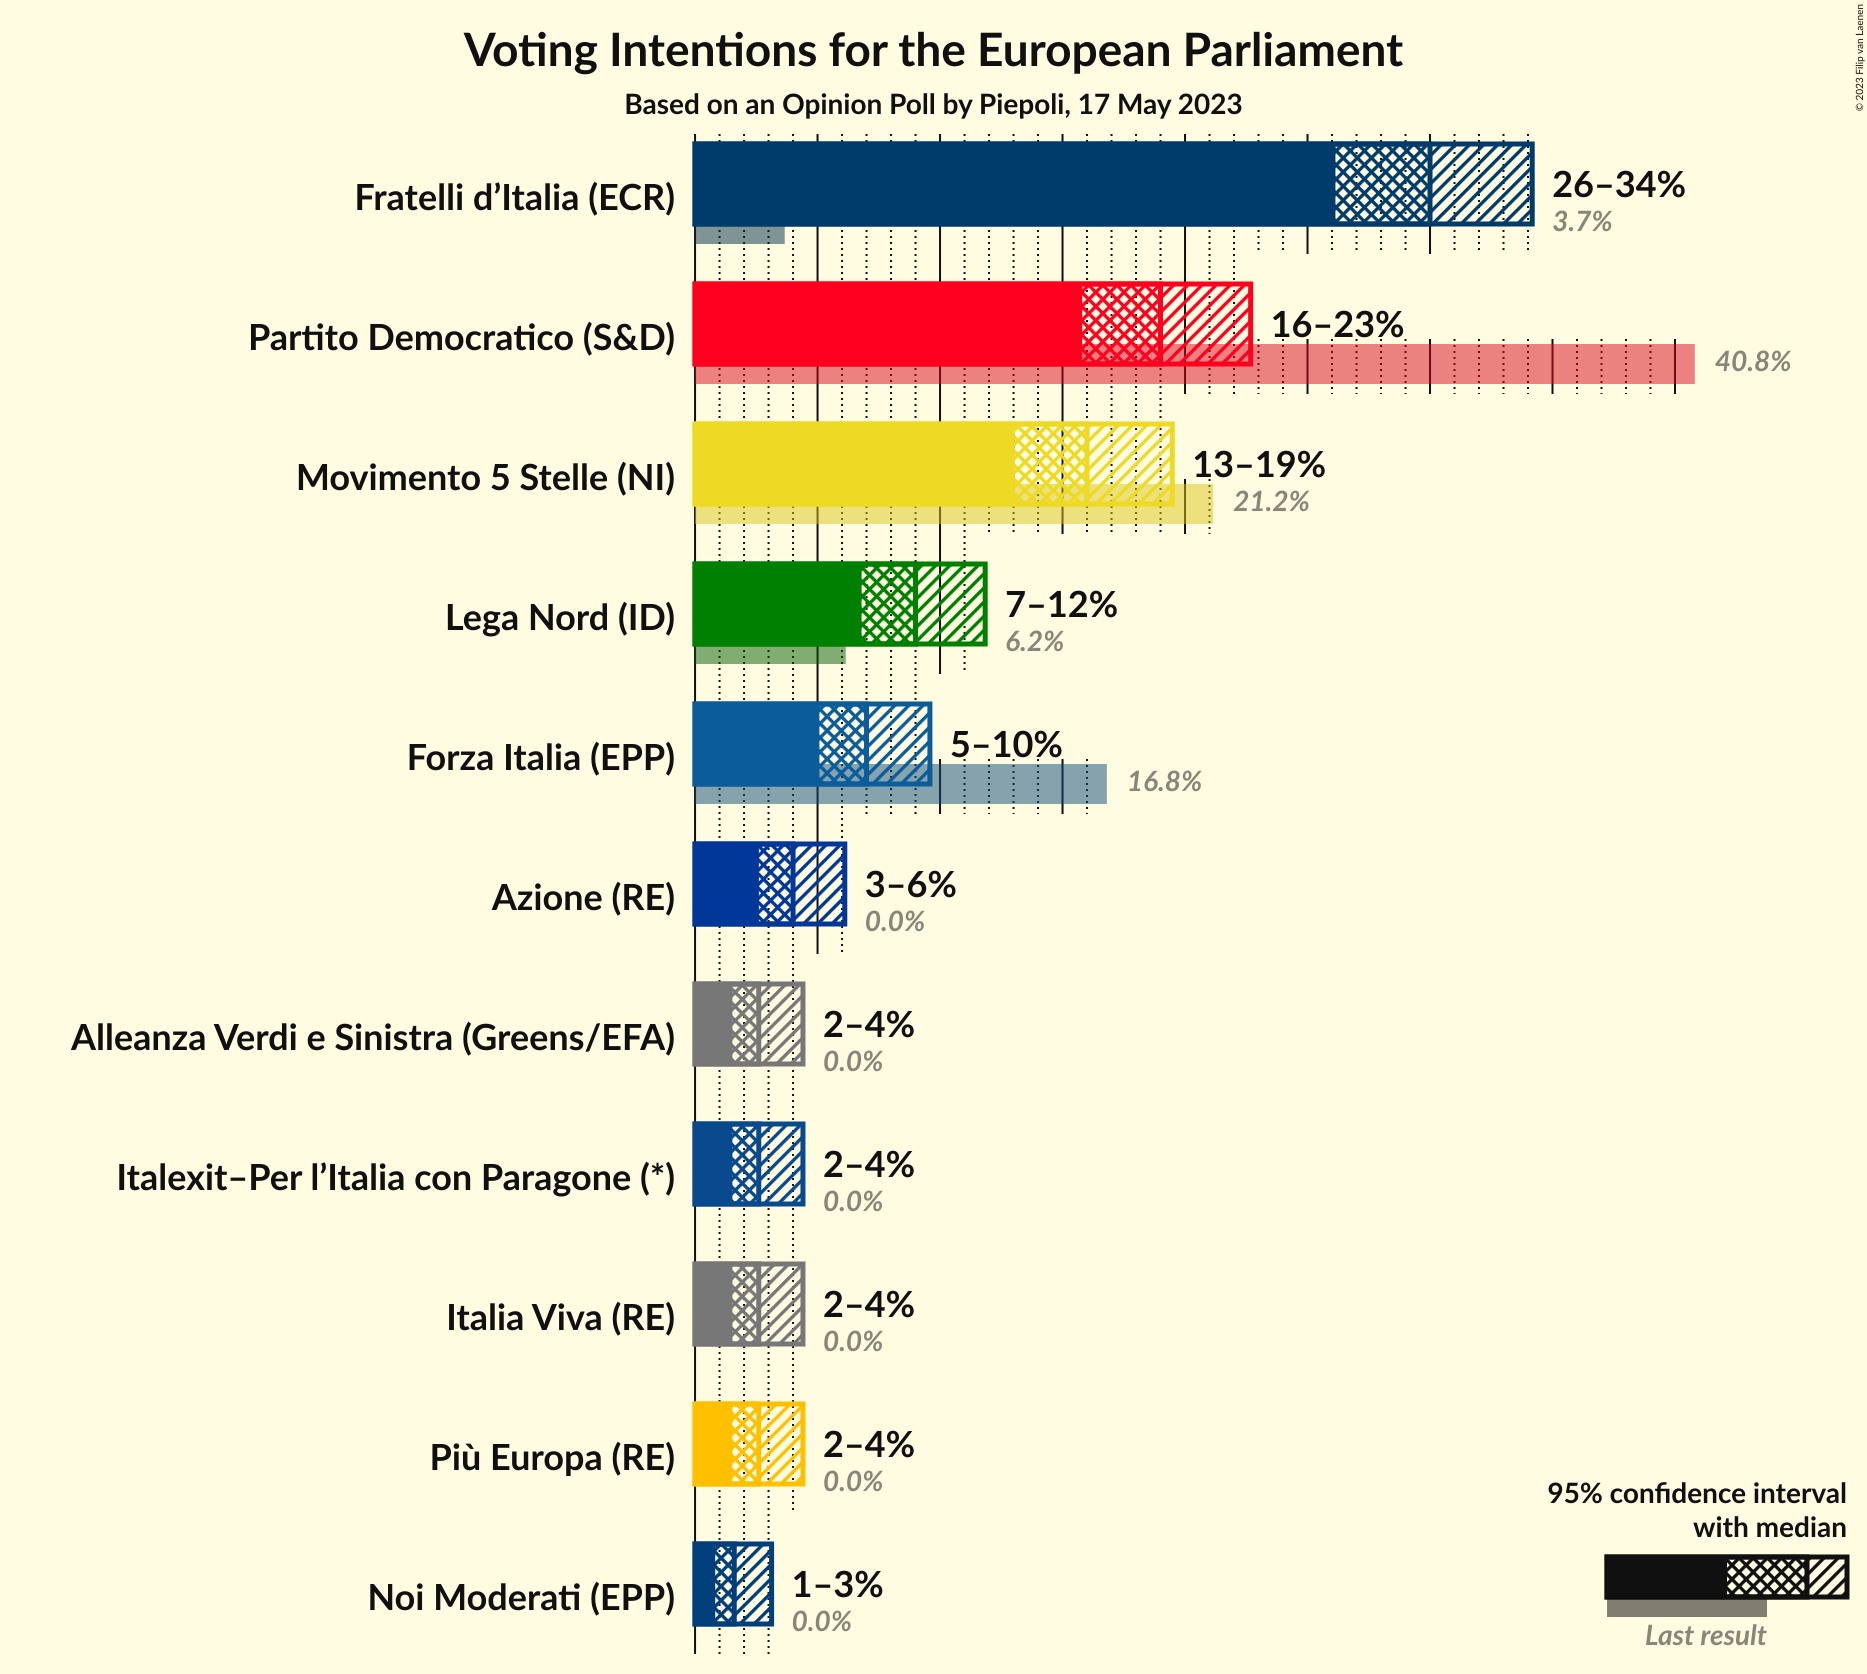 Voting Intentions for the European Parliament
Based on an Opinion Poll by Piepoli, 17 May 2023
© 2023 Filip van Laenen
Fratelli d’Italia (ECR)
26–34%
3.7%
Partito Democratico (S&D)
16–23%
40.8%
Movimento 5 Stelle (NI)
13–19%
21.2%
Lega Nord (ID)
7–12%
6.2%
Forza Italia (EPP)
5–10%
16.8%
Azione (RE)
3–6%
0.0%
Alleanza Verdi e Sinistra (Greens/EFA)
2–4%
0.0%
Italexit–Per l’Italia con Paragone (*)
2–4%
0.0%
Italia Viva (RE)
2–4%
0.0%
Più Europa (RE)
2–4%
0.0%
Noi Moderati (EPP)
1–3%
0.0%
95% confidence interval
with median
Last result